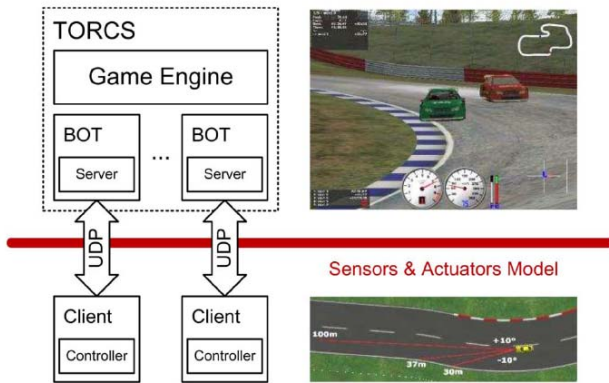 TORCS
Game Engine
BOT
Server
...
BOT
Server
UDP
UDP
Sensors & Actuators Model
Client
Controller
Client
Controller
100m
+10°
-10°
37m
30m